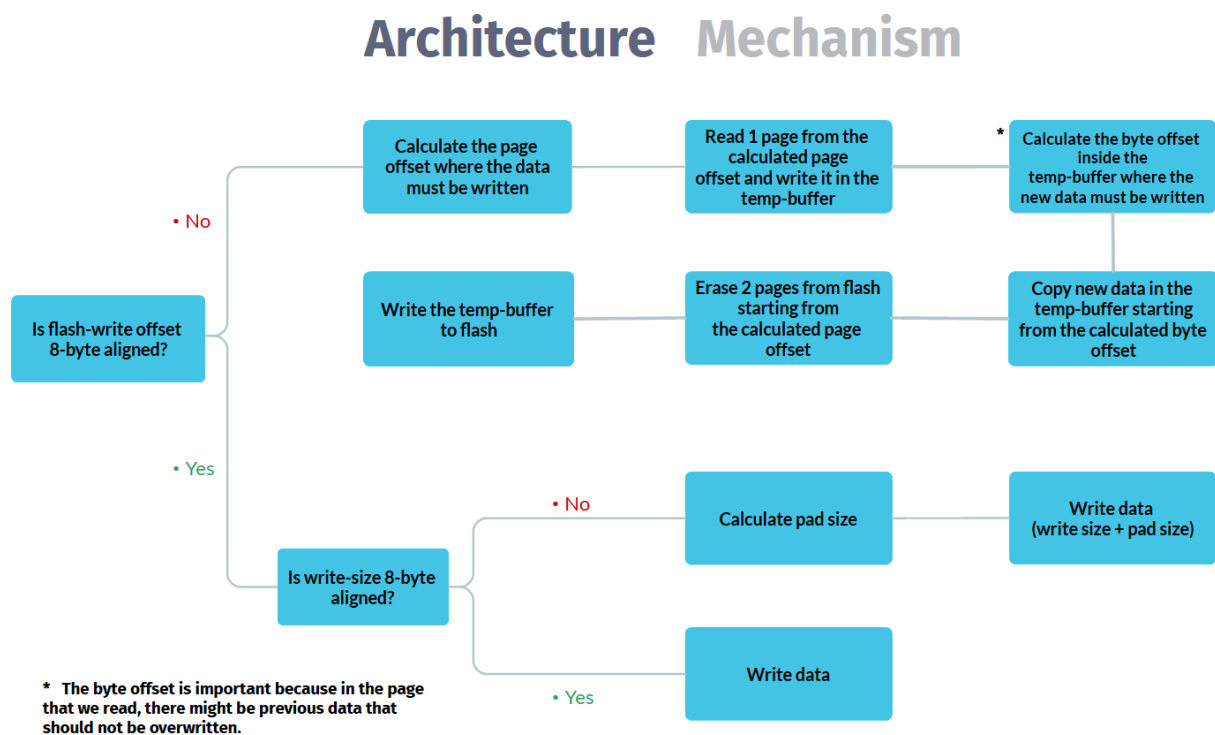 Architecture Mechanism
Calculate the page
offset where the data
must be written
Read 1 page from the
calculated page
offset and write it in the
temp-buffer
*
Calculate the byte offset
inside the
temp-buffer where the
new data must be written
• No
Is flash-write offset
8-byte aligned?
Write the temp-buffer
to flash
Erase 2 pages from flash
starting from
the calculated page
offset
Copy new data in the
temp-buffer starting
from the calculated byte
offset
• Yes
Is write-size 8-byte
aligned?
• No
Calculate pad size
Write data
(write size + pad size)
Write data
• Yes
* The byte offset is important because in the page
that we read, there might be previous data that
should not be overwritten.